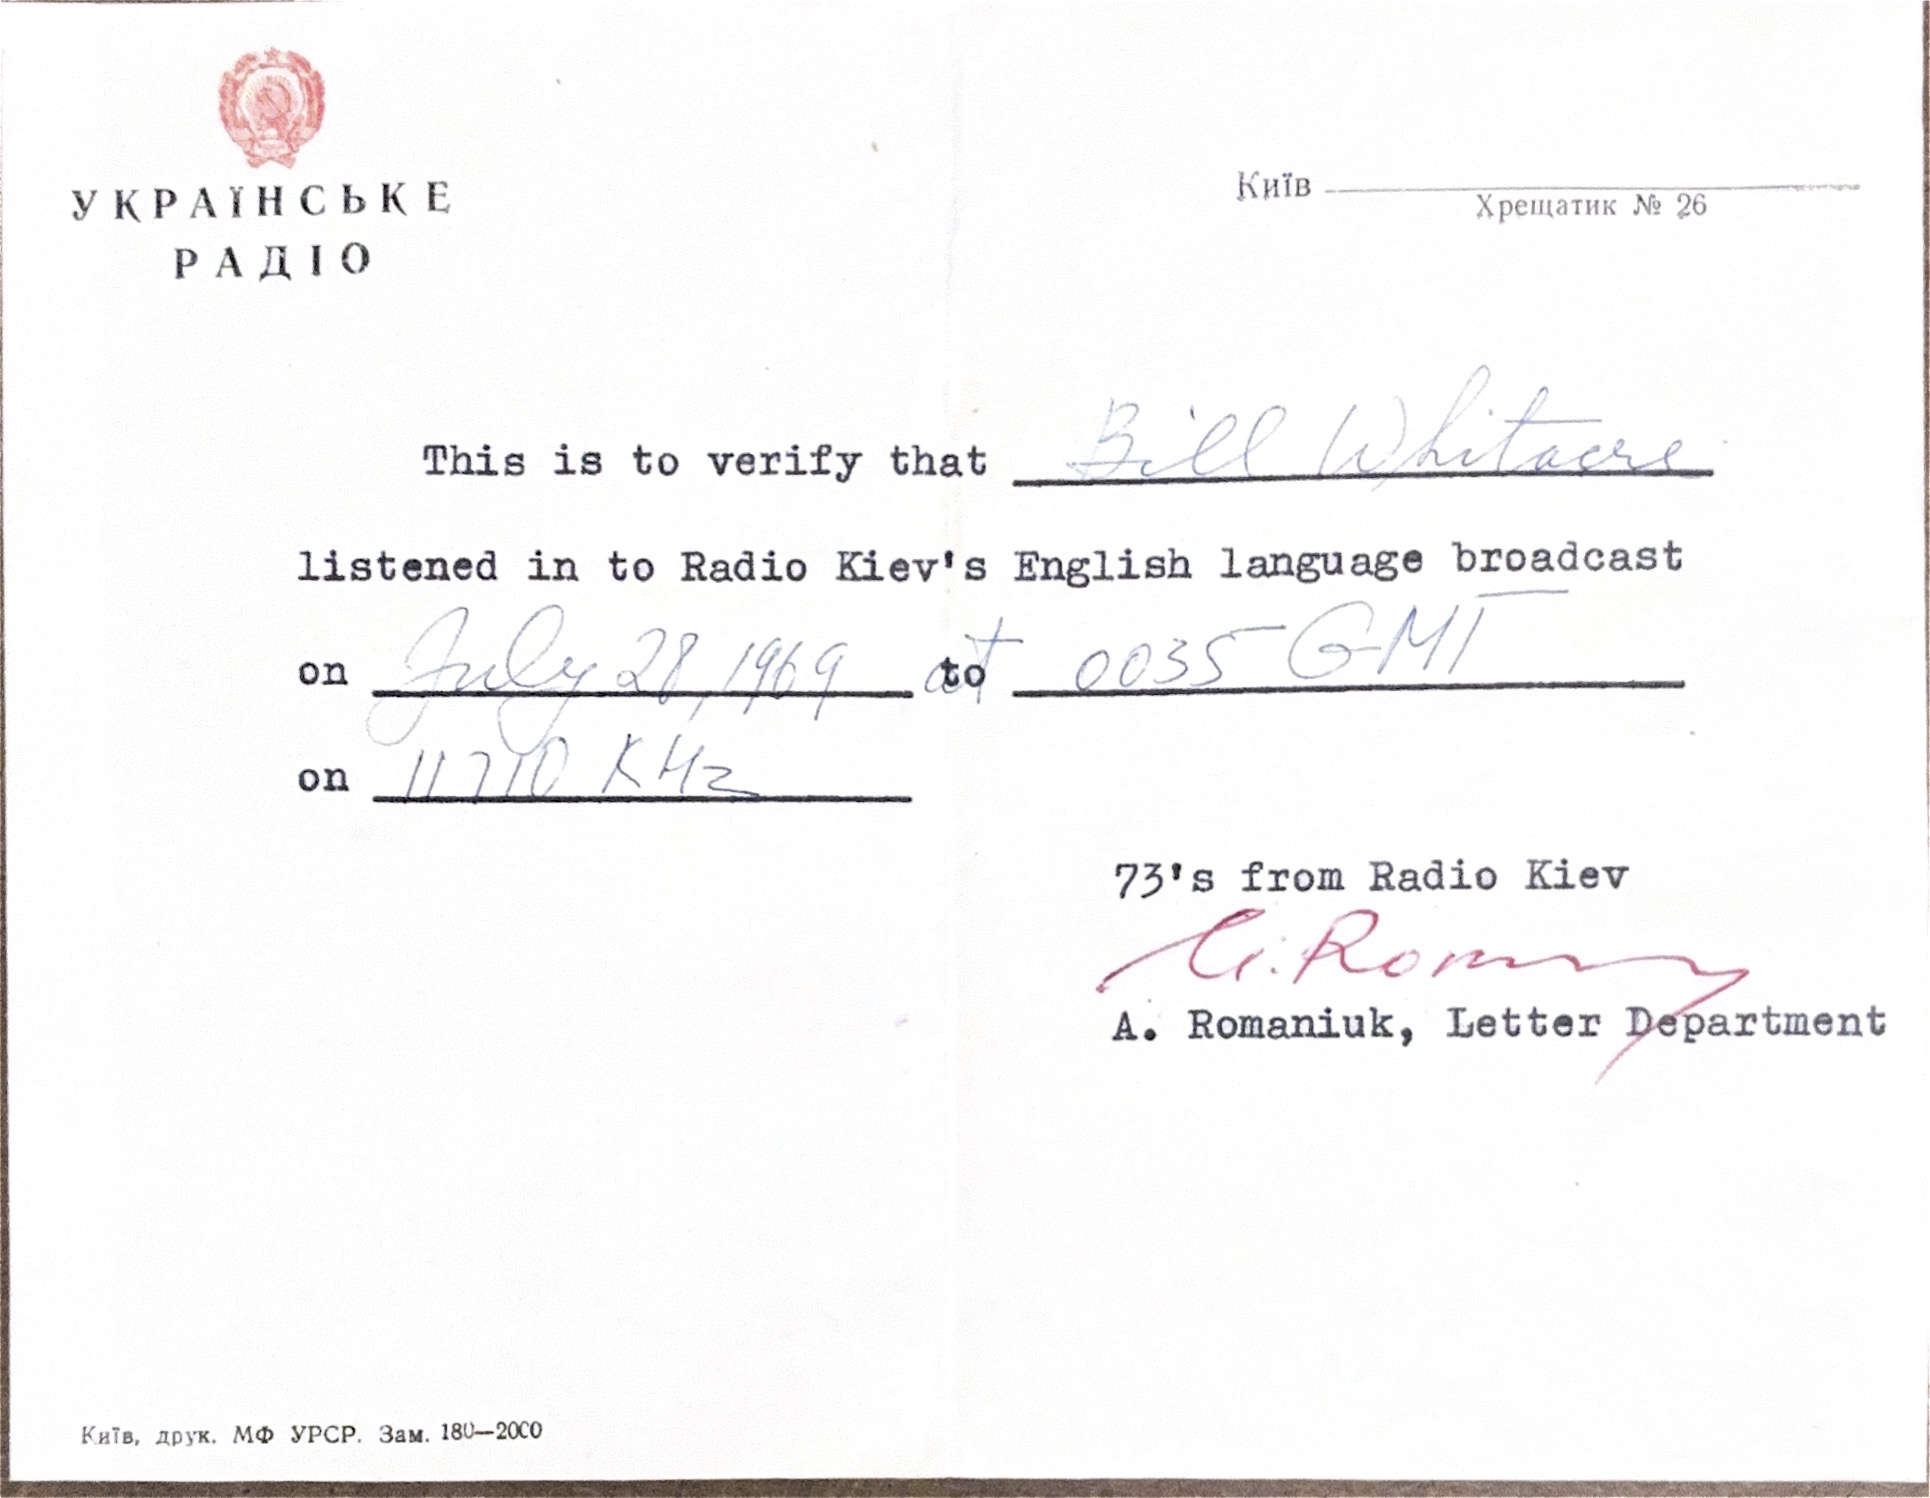 УКРАЇНСЬКЕ
РАДІО
Київ
Хрещатик № 26
This is to verify that Bill Whitacre
listened in to Radio Kiev's English language broadcast
on July 28, 1969 at to 0035 GMT
on 11710 KHz
73's from Radio Kiev
A. Romaniuk, Letter Department
Київ, друк. МФ УРСР. Зам. 180—2000